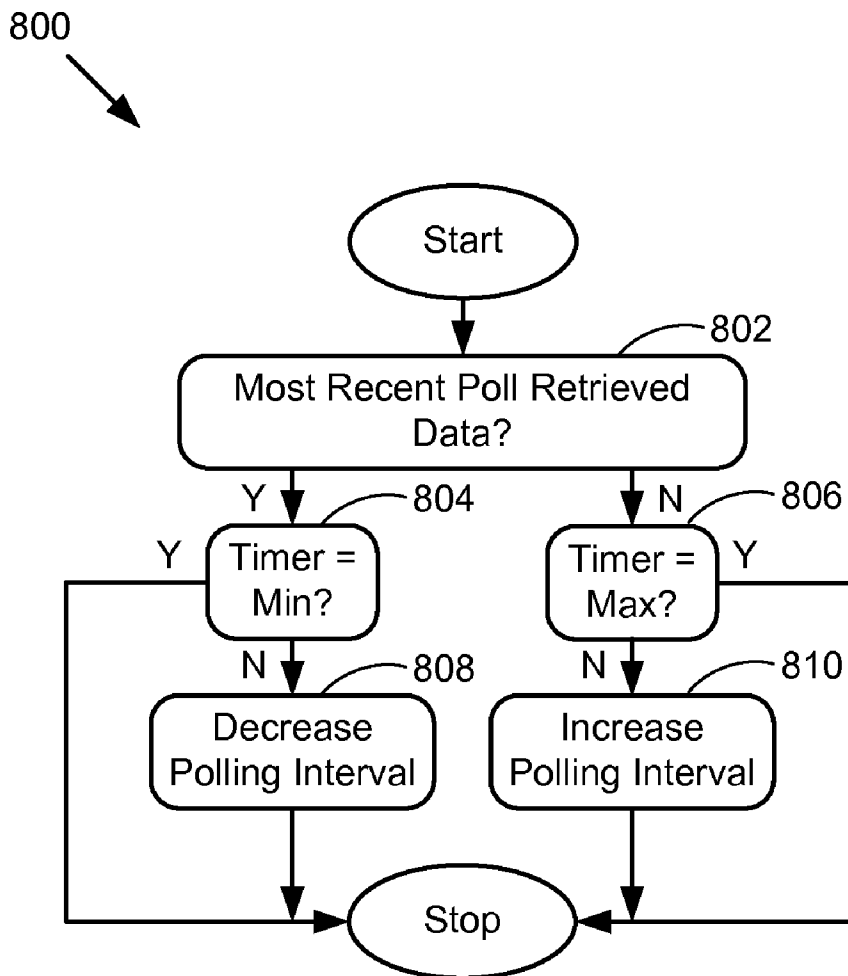 800
Start
802
Most Recent Poll Retrieved
Data?
Y
804
N
806
Y
Timer =
Min?
Timer =
Max?
Y
N
808
N
810
Decrease
Polling Interval
Increase
Polling Interval
Stop